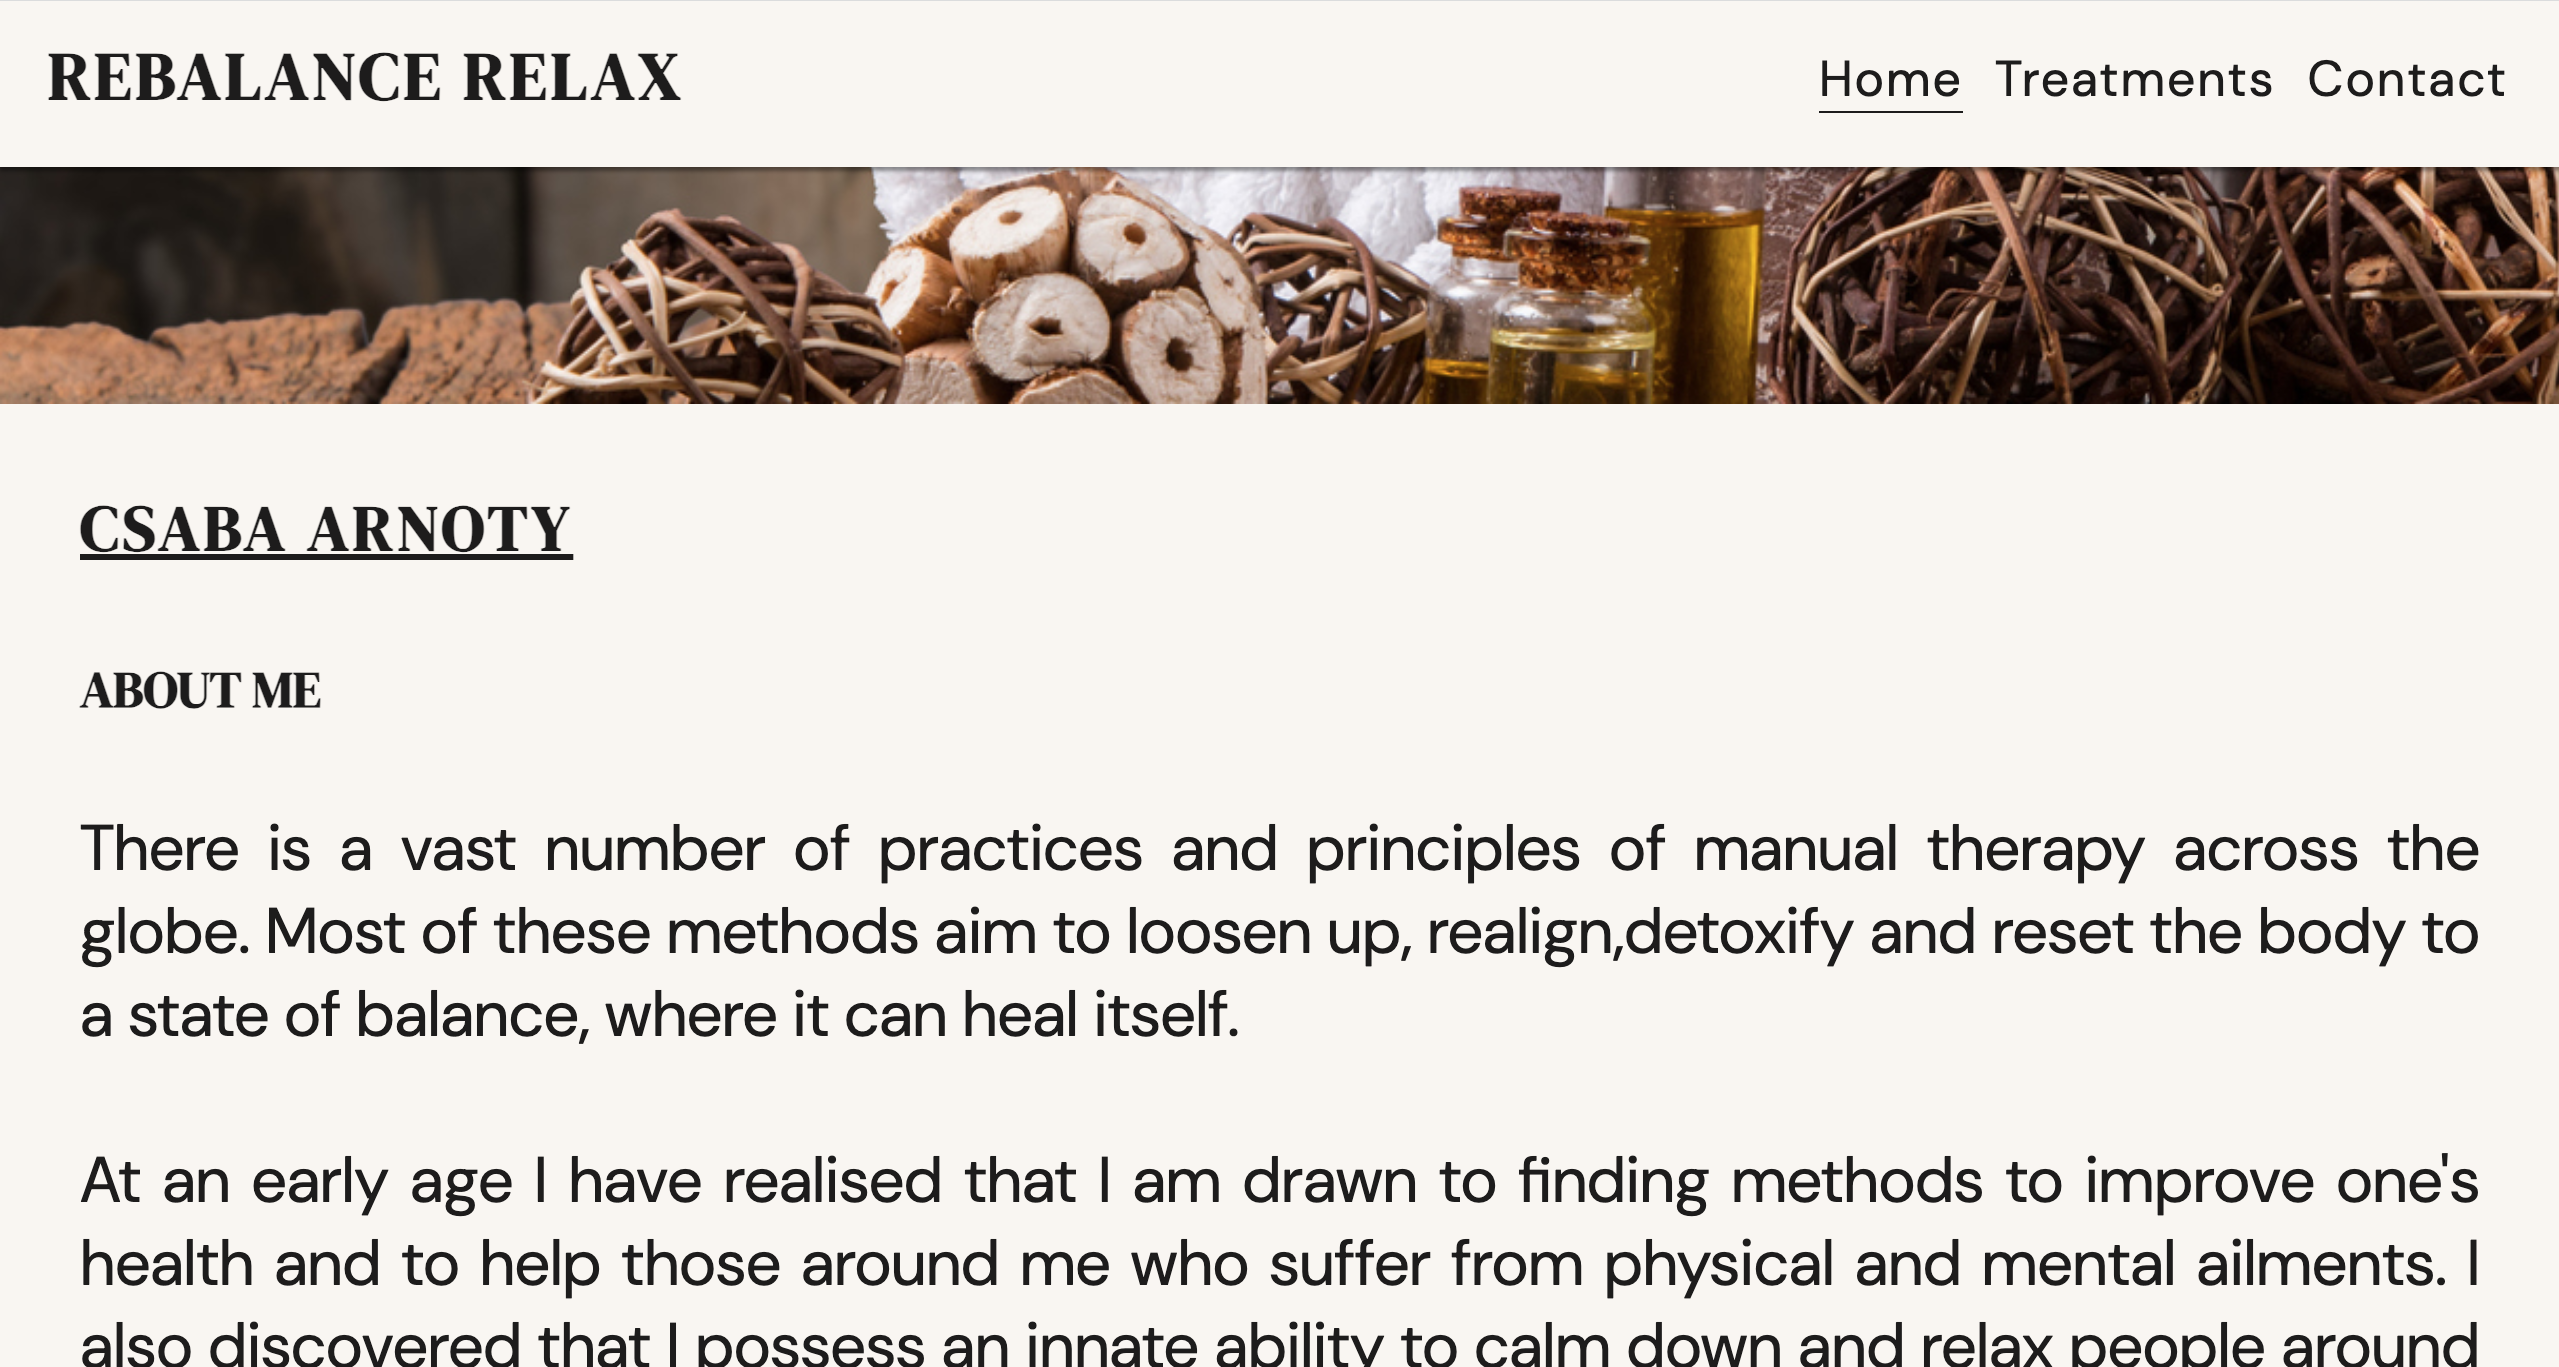 REBALANCE RELAX
Home Treatments Contact
CSABA ARNOTY
ABOUT ME
There is a vast number of practices and principles of manual therapy across the
globe. Most of these methods aim to loosen up, realign,detoxify and reset the body to
a state of balance, where it can heal itself.
At an early age I have realised that I am drawn to finding methods to improve one's
health and to help those around me who suffer from physical and mental ailments. I
also discovered that I possess an innate ability to calm down and relax people around